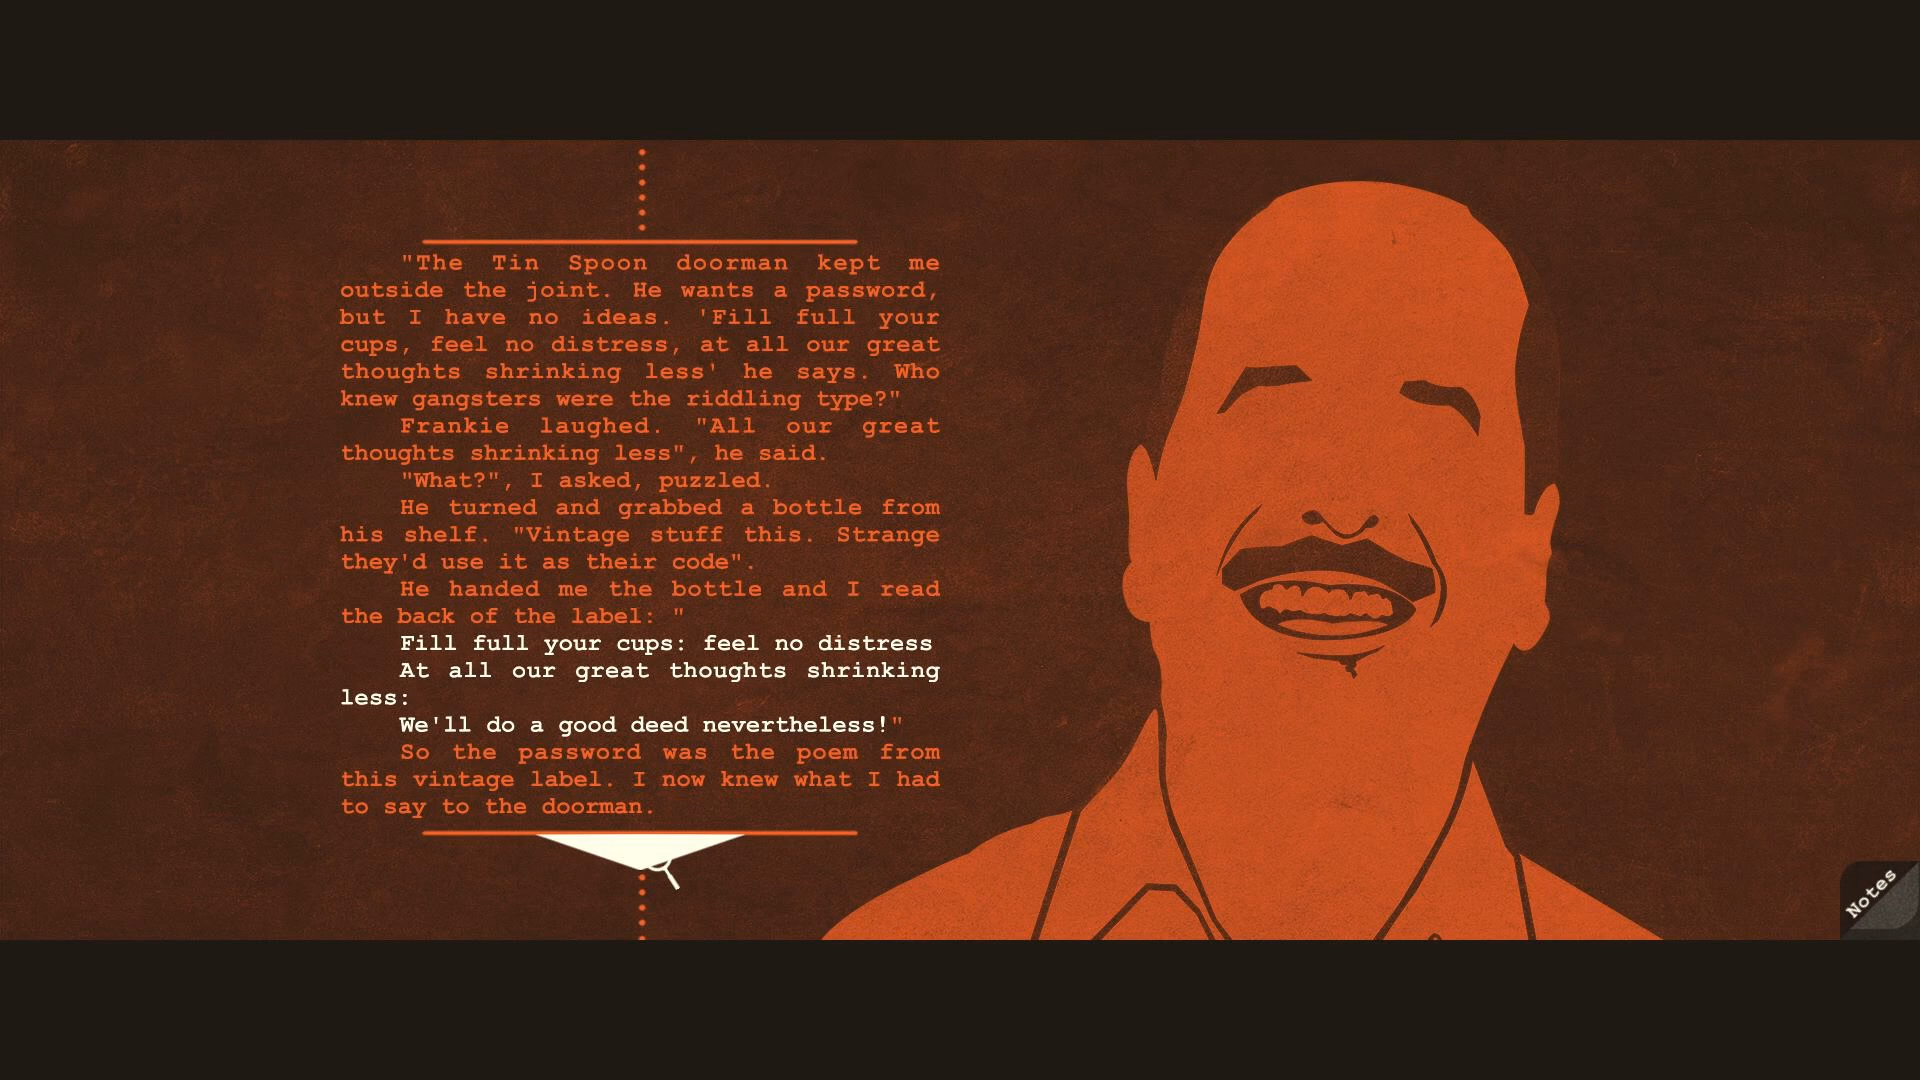 "The Tin Spoon doorman kept me
outside the joint. He wants a password,
but I have no ideas. 'Fill full your
cups, feel no distress, at all our great
thoughts shrinking less' he says. Who
knew gangsters were the riddling type?"
Frankie laughed. "All our great
thoughts shrinking less", he said.
"What?", I asked, puzzled.
He turned and grabbed a bottle from
his shelf. "Vintage stuff this. Strange
they'd use it as their code".
He handed me the bottle and I read
the back of the label: "
Fill full your cups: feel no distress
At all our great thoughts shrinking
less:
We'll do a good deed nevertheless!"
So the password was the poem from
this vintage label. I now knew what I had
to say to the doorman.
Notes